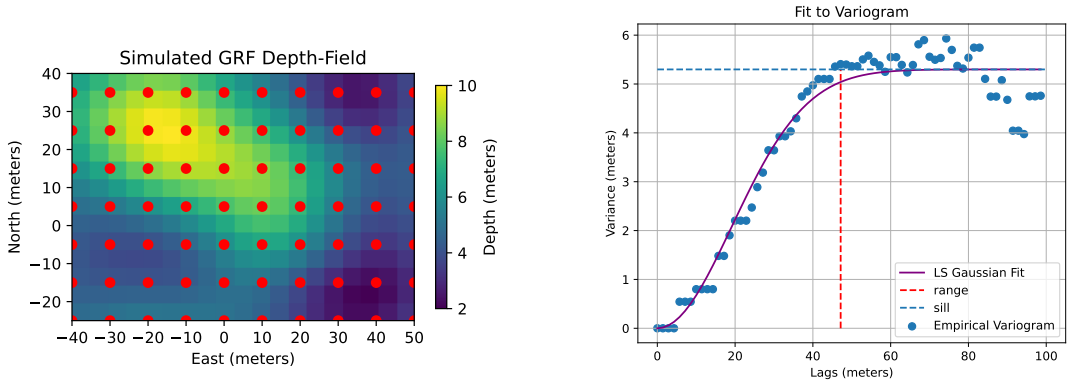 Simulated GRF Depth-Field
North (meters)
40
30
20
10
0
−10
−20
−40 −30 −20 −10 0 10 20 30 40 50
East (meters)
10
8
6
4
2
Depth (meters)
Fit to Variogram
Variance (meters)
6
5
4
3
2
1
0
LS Gaussian Fit
range
sill
Empirical Variogram
0 20 40 60 80 100
Lags (meters)